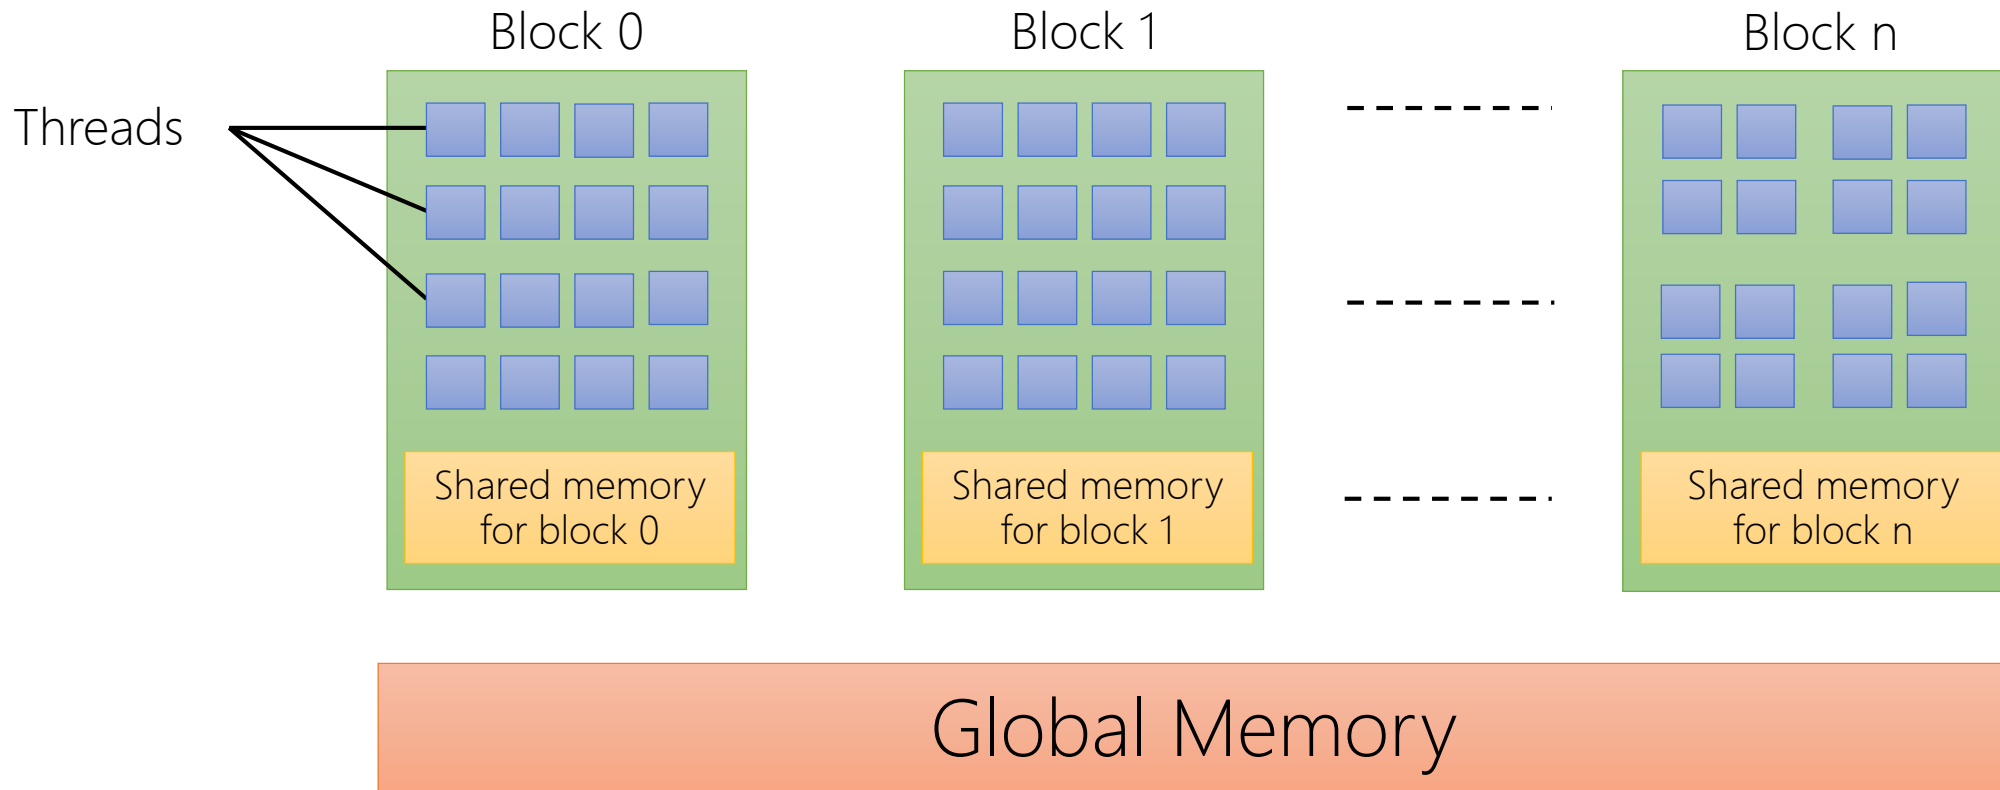 Block 0
Block 1
Block n
Threads
Shared memory
for block 0
Shared memory
for block 1
Shared memory
for block n
Global Memory